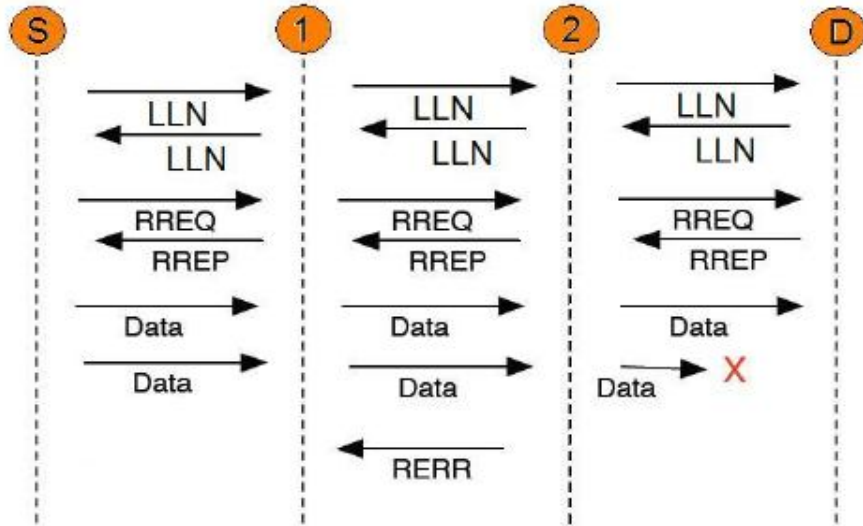 S 1 2 D
LLN LLN LLN
LLN LLN LLN
RREQ RREQ RREQ
RREP RREP RREP
Data Data Data
Data Data Data X
RERR